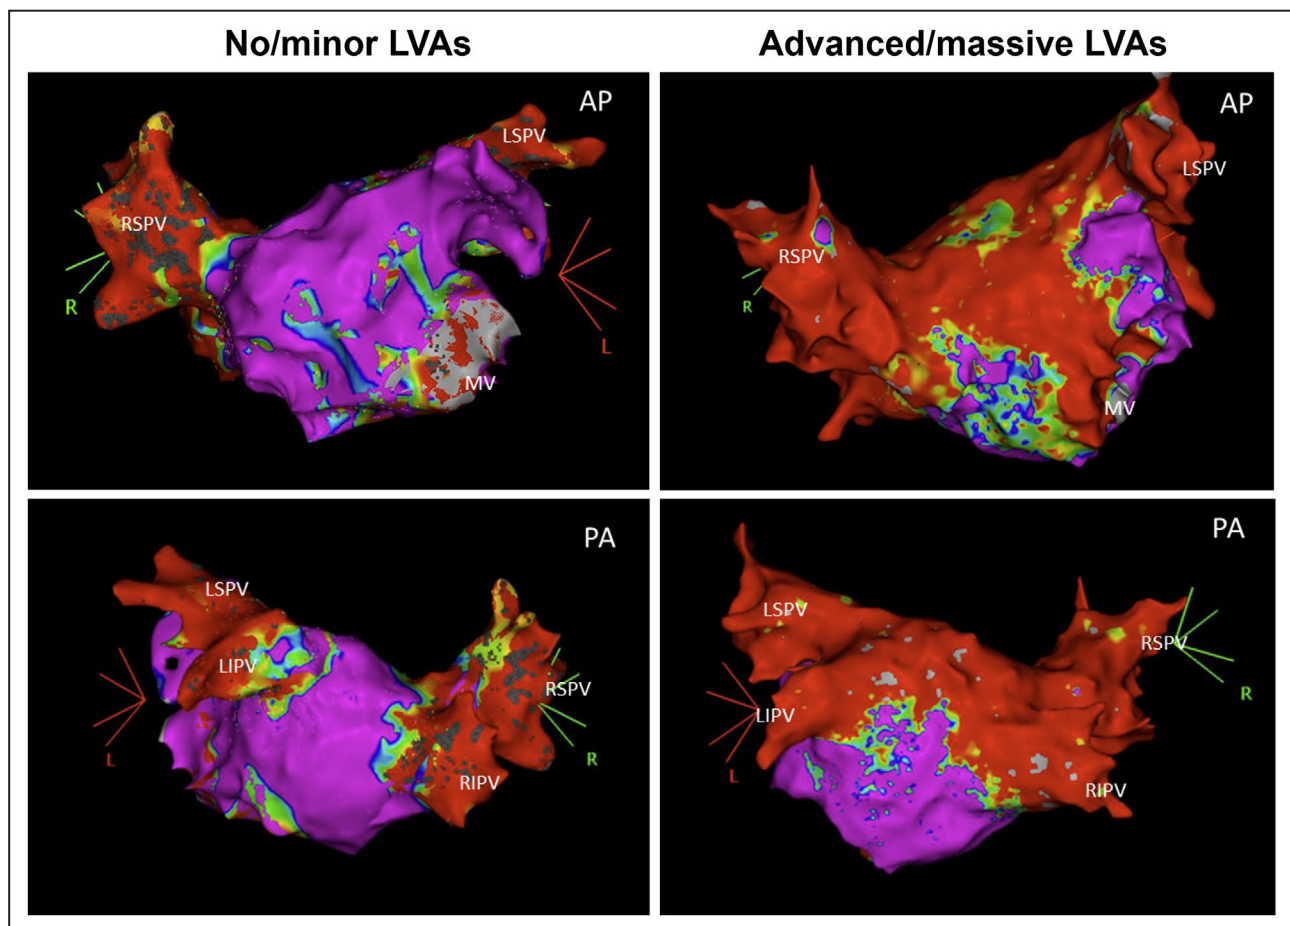 No/minor LVAs
Advanced/massive LVAs
AP
LSPV
RSPV
R
L
MV
AP
LSPV
RSPV
R
MV
PA
LSPV
LIPV
RSPV
L
R
RIPV
PA
LSPV
RSPV
R
LIPV
L
RIPV